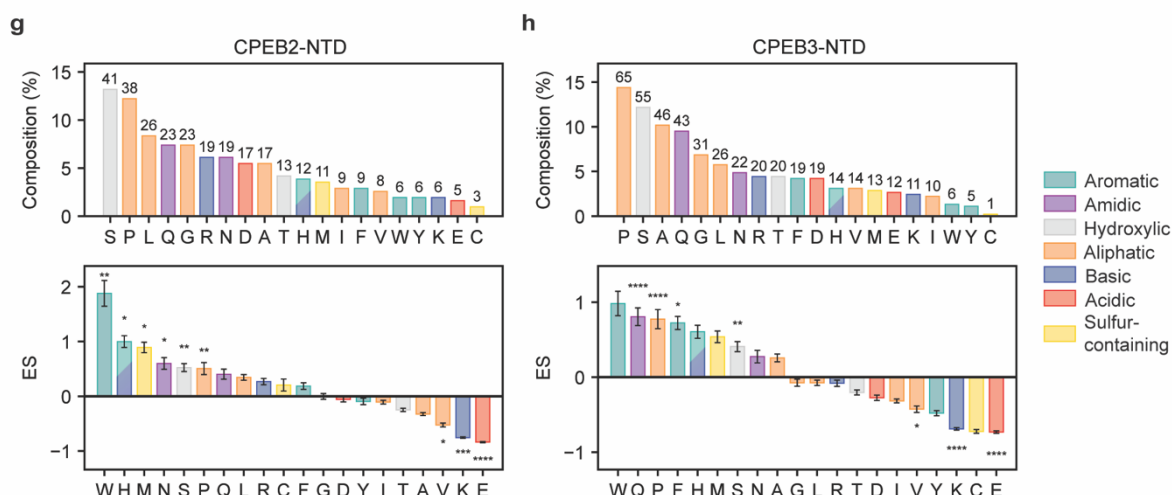 g
CPEB2-NTD
Composition (%)
15
10
5
0
41 38 26 23 23 19 19 17 17 13 12 11 9 9 8 6 6 6 5 3
S P L Q G R N D A T H M I F V W Y K E C
ES
2
1
0
−1
** * * * ** ** * *** ****
W H M N S P Q L R C F G D Y I T A V K E
h
CPEB3-NTD
Composition (%)
15
10
5
0
65 55 46 43 31 26 22 20 20 19 19 14 14 13 12 11 10 6 5 1
P S A Q G L N R T F D H V M E K I W Y C
ES
1
0
−1
**** **** * ** * **** ****
W Q P F H M S N A G L R T D I V Y K C E
Aromatic
Amidic
Hydroxylic
Aliphatic
Basic
Acidic
Sulfur-
containing